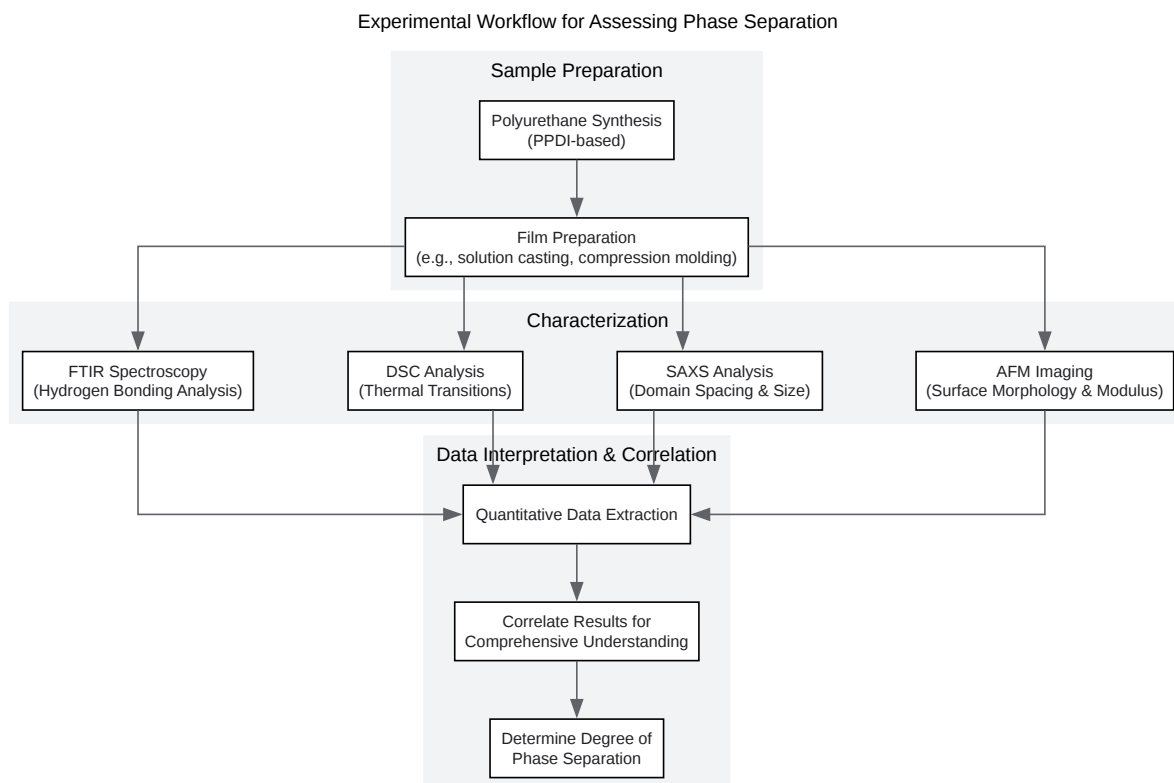 Experimental Workflow for Assessing Phase Separation
Sample Preparation
Polyurethane Synthesis
(PPDI-based)
Film Preparation
(e.g., solution casting, compression molding)
Characterization
FTIR Spectroscopy
(Hydrogen Bonding Analysis)
DSC Analysis
(Thermal Transitions)
SAXS Analysis
(Domain Spacing & Size)
AFM Imaging
(Surface Morphology & Modulus)
Data Interpretation & Correlation
Quantitative Data Extraction
Correlate Results for
Comprehensive Understanding
Determine Degree of
Phase Separation